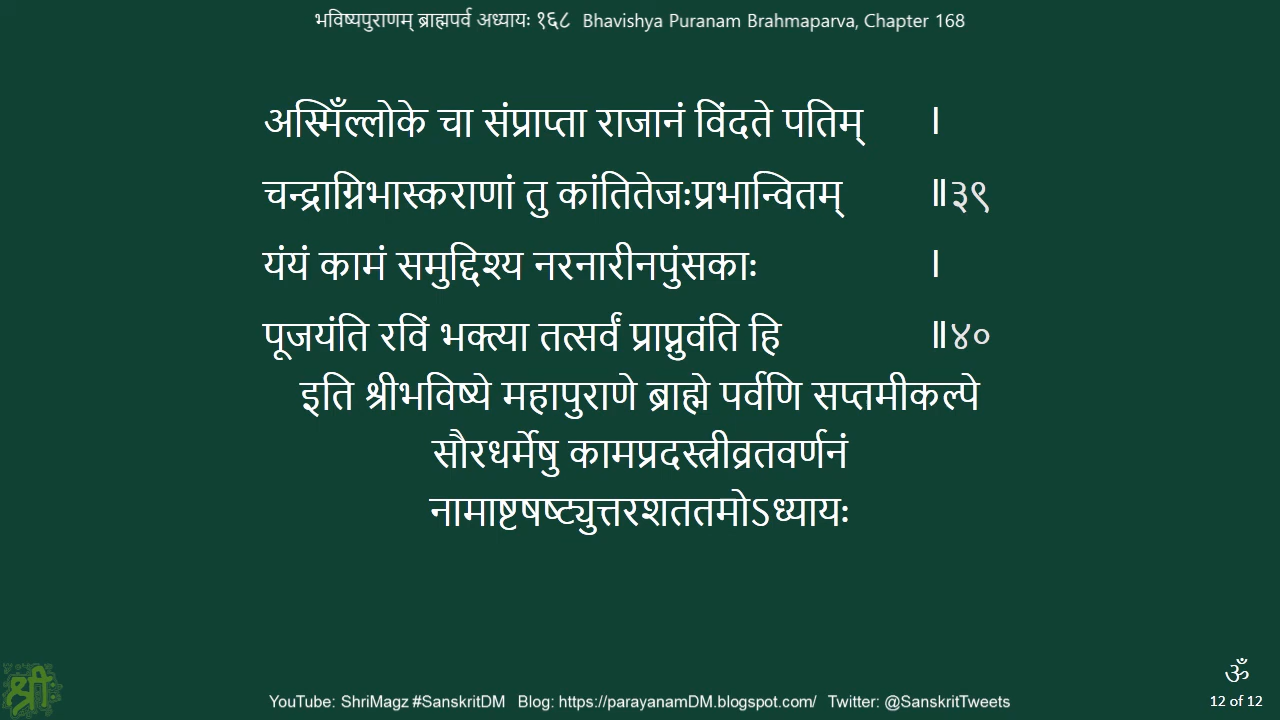 भविष्यपुराणम् ब्राह्मपर्व अध्यायः १६८ Bhavishya Puranam Brahmaparva, Chapter 168
अस्मिँल्लोके चा संप्राप्ता राजानं विंदते पतिम् ।
चन्द्राग्निभास्कराणां तु कांतितेजःप्रभान्वितम् ॥३९
यंयं कामं समुद्दिश्य नरनारीनपुंसकाः ।
पूजयंति रविं भक्त्या तत्सर्वं प्राप्नुवंति हि ॥४०
इति श्रीभविष्ये महापुराणे ब्राह्मे पर्वणि सप्तमीकल्पे
सौरधर्मेषु कामप्रदस्त्रीव्रतवर्णनं
नामाष्टषष्ट्युत्तरशततमोऽध्यायः
श्री
ॐ
YouTube: ShriMagz #SanskritDM Blog: https://parayanamDM.blogspot.com/ Twitter: @SanskritTweets
12 of 12